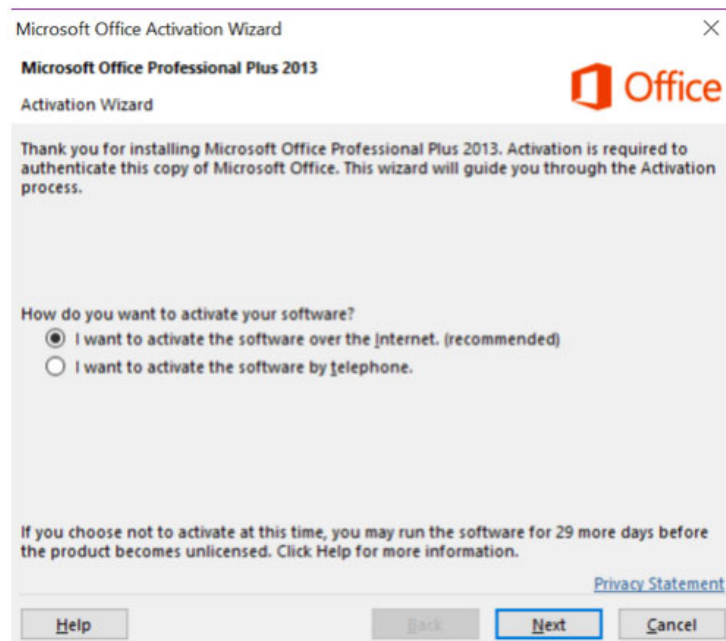 Microsoft Office Activation Wizard
Microsoft Office Professional Plus 2013
Office
Activation Wizard
Thank you for installing Microsoft Office Professional Plus 2013. Activation is required to
authenticate this copy of Microsoft Office. This wizard will guide you through the Activation
process.
How do you want to activate your software?
I want to activate the software over the Internet. (recommended)
I want to activate the software by telephone.
If you choose not to activate at this time, you may run the software for 29 more days before
the product becomes unlicensed. Click Help for more information.
Privacy Statement
Help Back Next Cancel